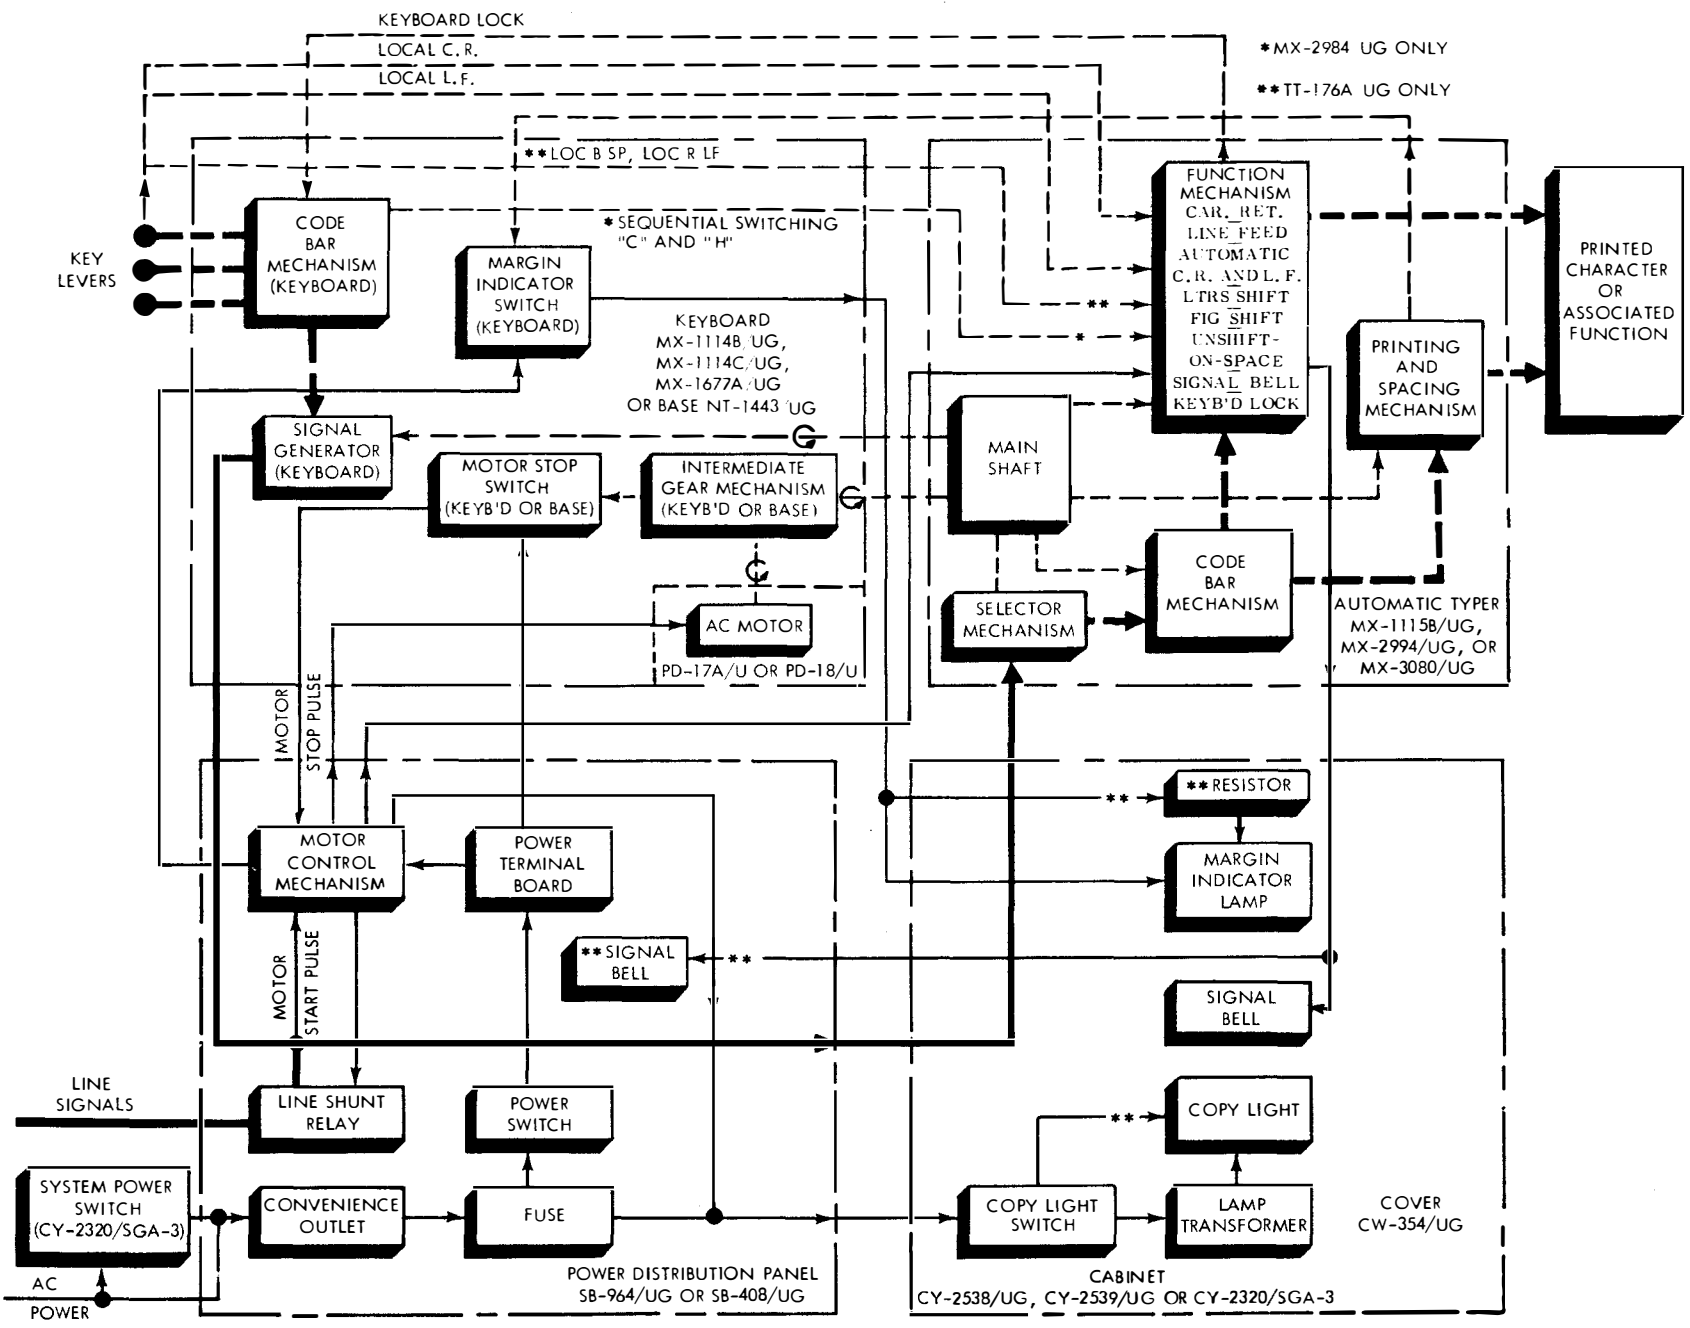 KEYBOARD LOCK
LOCAL C.R.
LOCAL L.F.
*MX-2984 UG ONLY
**TT-176A UG ONLY
**LOC B SP, LOC R LF
*SEQUENTIAL SWITCHING
"C" AND "H"
KEY
LEVERS
CODE
BAR
MECHANISM
(KEYBOARD)
MARGIN
INDICATOR
SWITCH
(KEYBOARD)
KEYBOARD
MX-1114B/UG,
MX-1114C/UG,
MX-1677A/UG
OR BASE NT-1443/UG
FUNCTION
MECHANISM
CAR. RET.
LINE FEED
AUTOMATIC
C.R. AND L.F.
LTRS SHIFT
FIG SHIFT
UNSHIFT-
ON-SPACE
SIGNAL BELL
KEYB'D LOCK
**
*
PRINTED
CHARACTER
OR
ASSOCIATED
FUNCTION
PRINTING
AND
SPACING
MECHANISM
SIGNAL
GENERATOR
(KEYBOARD)
MOTOR STOP
SWITCH
(KEYB'D OR BASE)
INTERMEDIATE
GEAR MECHANISM
(KEYB'D OR BASE)
MAIN
SHAFT
CODE
BAR
MECHANISM
SELECTOR
MECHANISM
AC MOTOR
PD-17A/U OR PD-18/U
AUTOMATIC TYPER
MX-1115B/UG,
MX-2994/UG, OR
MX-3080/UG
MOTOR
STOP PULSE
MOTOR
CONTROL
MECHANISM
POWER
TERMINAL
BOARD
**
**RESISTOR
MARGIN
INDICATOR
LAMP
MOTOR
START PULSE
**SIGNAL
BELL
**
SIGNAL
BELL
LINE
SIGNALS
LINE SHUNT
RELAY
POWER
SWITCH
**
COPY LIGHT
SYSTEM POWER
SWITCH
(CY-2320/SGA-3)
CONVENIENCE
OUTLET
FUSE
COPY LIGHT
SWITCH
LAMP
TRANSFORMER
COVER
CW-354/UG
AC
POWER
POWER DISTRIBUTION PANEL
SB-964/UG OR SB-408/UG
CABINET
CY-2538/UG, CY-2539/UG OR CY-2320/SGA-3